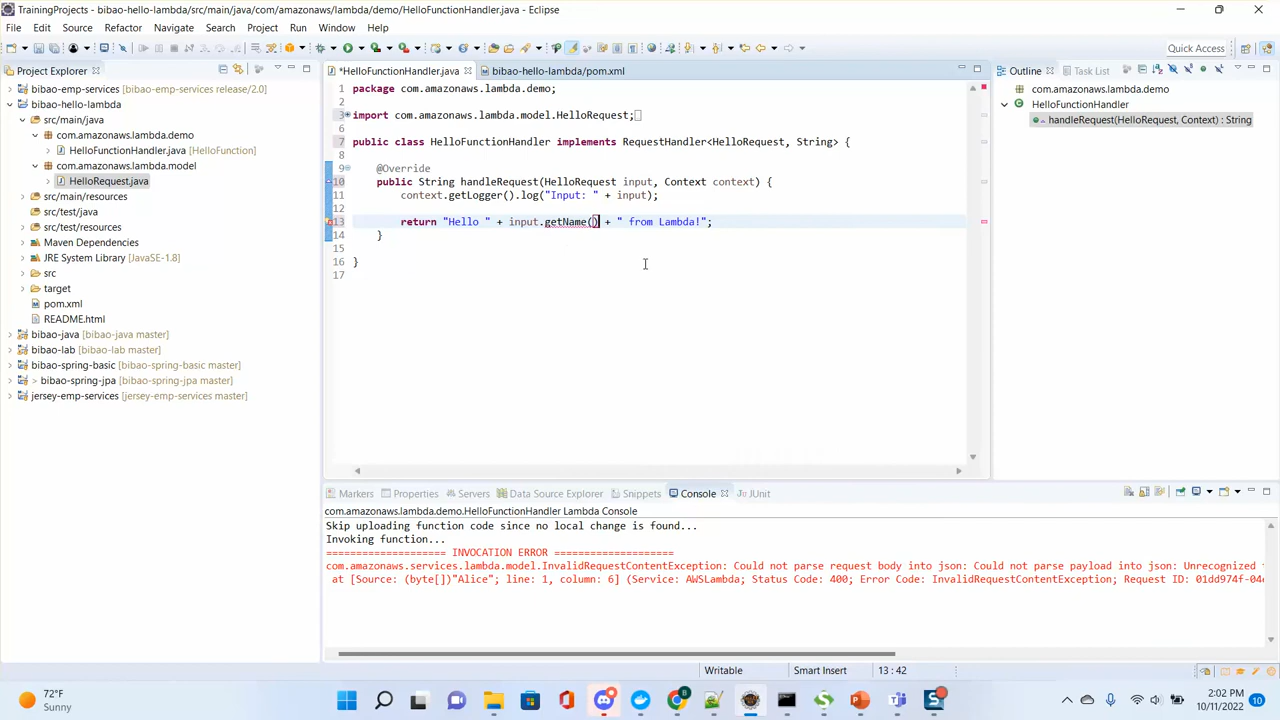 TrainingProjects - bibao-hello-lambda/src/main/java/com/amazonaws/lambda/demo/HelloFunctionHandler.java - Eclipse
File Edit Source Refactor Navigate Search Project Run Window Help
Quick Access
Project Explorer
bibao-emp-services [bibao-emp-services release/2.0]
bibao-hello-lambda
src/main/java
com.amazonaws.lambda.demo
HelloFunctionHandler.java [HelloFunction]
com.amazonaws.lambda.model
HelloRequest.java
src/main/resources
src/test/java
src/test/resources
Maven Dependencies
JRE System Library [JavaSE-1.8]
src
target
pom.xml
README.html
bibao-java [bibao-java master]
bibao-lab [bibao-lab master]
bibao-spring-basic [bibao-spring-basic master]
> bibao-spring-jpa [bibao-spring-jpa master]
jersey-emp-services [jersey-emp-services master]
*HelloFunctionHandler.java bibao-hello-lambda/pom.xml
1 package com.amazonaws.lambda.demo;
2
3 import com.amazonaws.lambda.model.HelloRequest;
6
7 public class HelloFunctionHandler implements RequestHandler<HelloRequest, String> {
8
9 @Override
10 public String handleRequest(HelloRequest input, Context context) {
11 context.getLogger().log("Input: " + input);
12
13 return "Hello " + input.getName() + " from Lambda!";
14 }
15
16 }
17
Outline Task List
com.amazonaws.lambda.demo
HelloFunctionHandler
handleRequest(HelloRequest, Context) : String
Markers Properties Servers Data Source Explorer Snippets Console JUnit
com.amazonaws.lambda.demo.HelloFunctionHandler Lambda Console
Skip uploading function code since no local change is found...
Invoking function...
==================== INVOCATION ERROR ====================
com.amazonaws.services.lambda.model.InvalidRequestContentException: Could not parse request body into json: Could not parse payload into json: Unrecognized
at [Source: (byte[])"Alice"; line: 1, column: 6] (Service: AWSLambda; Status Code: 400; Error Code: InvalidRequestContentException; Request ID: 01dd974f-04
Writable Smart Insert 13 : 42
72°F
Sunny
2:02 PM
10/11/2022
10